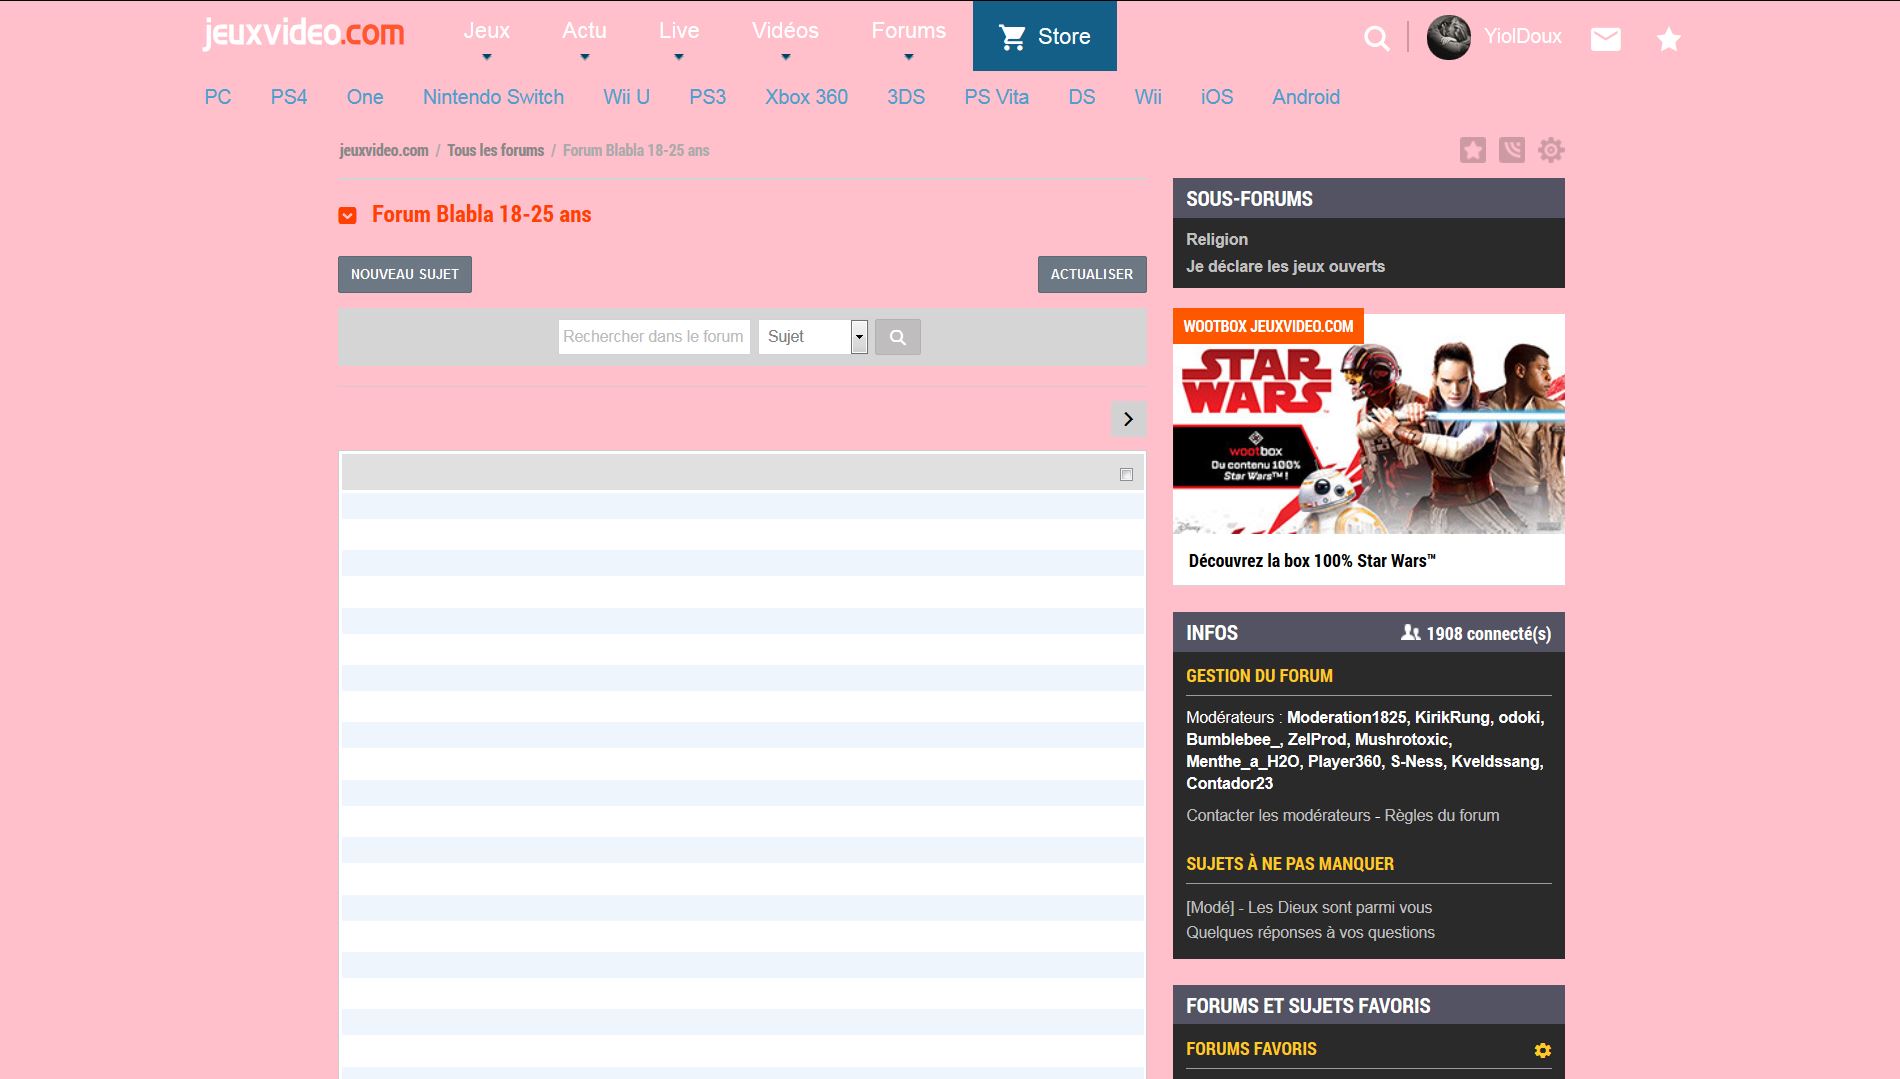 jeuxvideo.com
Jeux Actu Live Vidéos Forums Store YiolDoux
PC PS4 One Nintendo Switch Wii U PS3 Xbox 360 3DS PS Vita DS Wii iOS Android
jeuxvideo.com / Tous les forums / Forum Blabla 18-25 ans
Forum Blabla 18-25 ans
NOUVEAU SUJET ACTUALISER
Rechercher dans le forum Sujet
SOUS-FORUMS
Religion
Je déclare les jeux ouverts
WOOTBOX JEUXVIDEO.COM
STAR
WARS
wootbox
Du contenu 100%
Star Wars™ !
Disney
Découvrez la box 100% Star Wars™
INFOS 1908 connecté(s)
GESTION DU FORUM
Modérateurs : Moderation1825, KirikRung, odoki,
Bumblebee_, ZelProd, Mushrotoxic,
Menthe_a_H2O, Player360, S-Ness, Kveldssang,
Contador23
Contacter les modérateurs - Règles du forum
SUJETS À NE PAS MANQUER
[Modé] - Les Dieux sont parmi vous
Quelques réponses à vos questions
FORUMS ET SUJETS FAVORIS
FORUMS FAVORIS